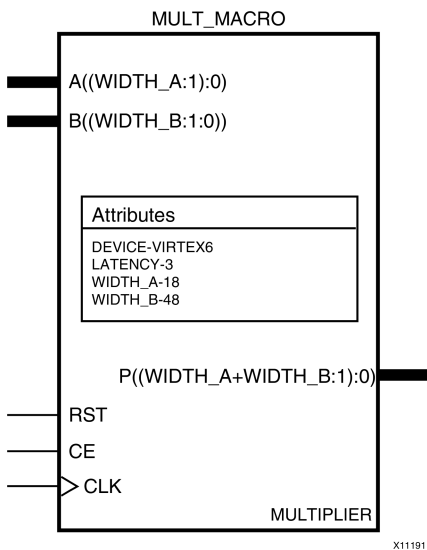 MULT_MACRO
A((WIDTH_A:1):0)
B((WIDTH_B:1:0))
Attributes
DEVICE-VIRTEX6
LATENCY-3
WIDTH_A-18
WIDTH_B-48
P((WIDTH_A+WIDTH_B:1):0)
RST
CE
CLK
MULTIPLIER
X11191